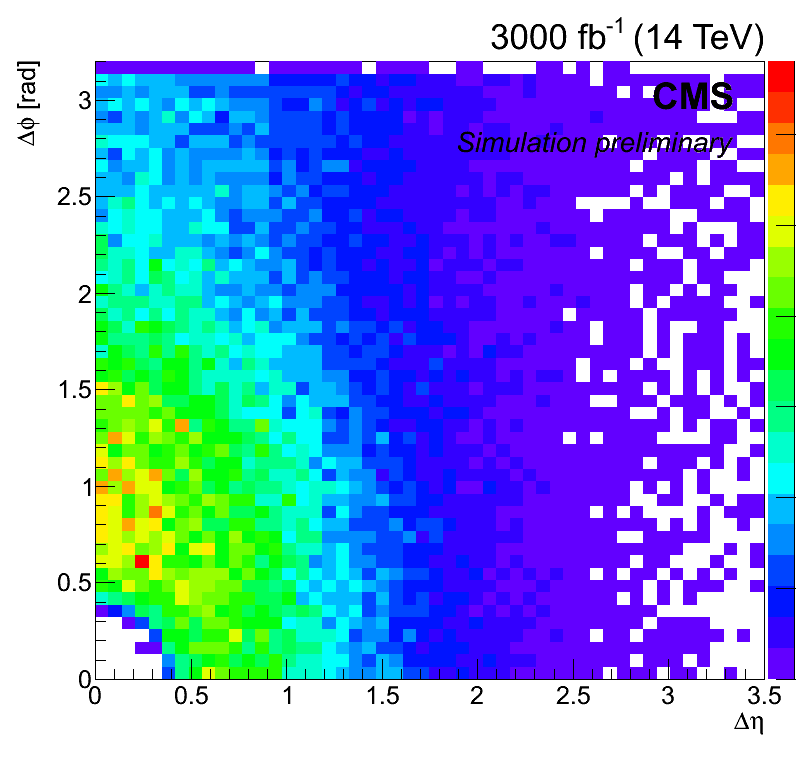 3000 fb⁻¹ (14 TeV)
Δϕ [rad]
CMS
Simulation preliminary
3
2.5
2
1.5
1
0.5
0
0 0.5 1 1.5 2 2.5 3 3.5
Δη